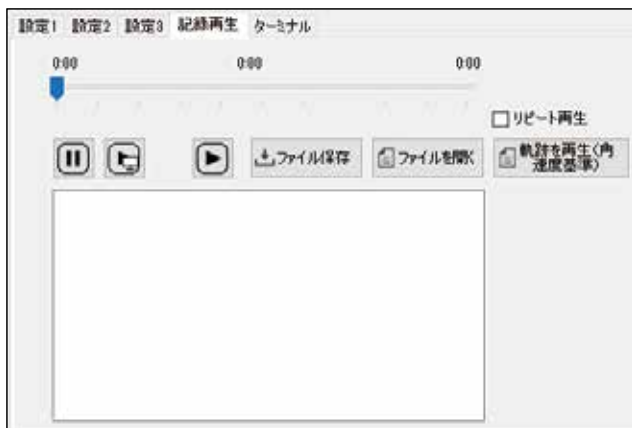 設定1 設定2 設定3 記録再生 ターミナル
0:00 0:00 0:00
リピート再生
ファイル保存 ファイルを開く 軌跡を再生(角
速度基準)